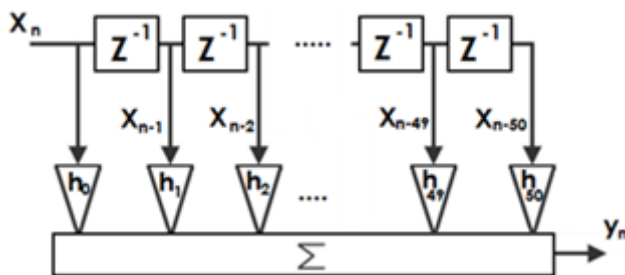 Xn Z-1 Z-1 ..... Z-1 Z-1
Xn-1 Xn-2 Xn-49 Xn-50
h0 h1 h2 .... h49 h50
Σ yn